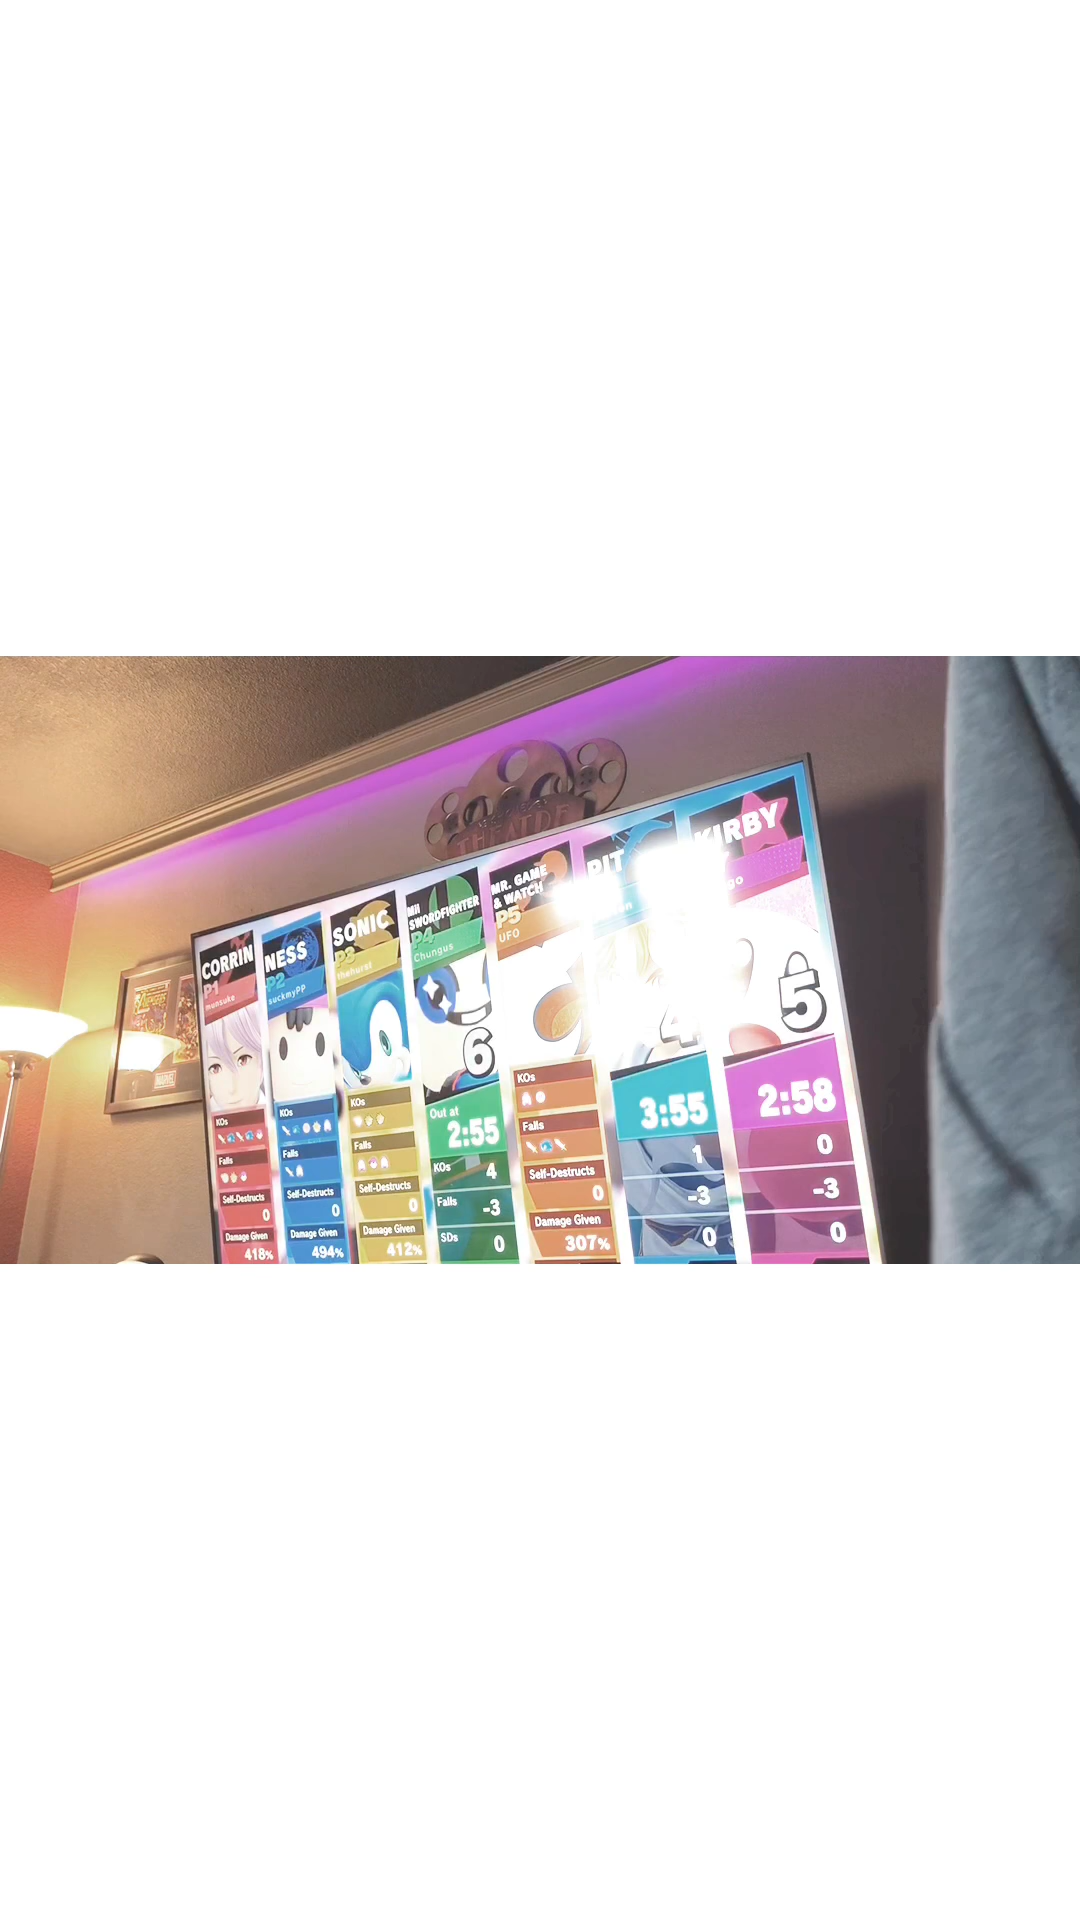 THEATRE
CORRIN
P1
munsuke
KOs
Falls
Self-Destructs
0
Damage Given
418%
NESS
P2
suckmyPP
KOs
Falls
Self-Destructs
0
Damage Given
494%
SONIC
P3
thehurst
KOs
Falls
Self-Destructs
0
Damage Given
412%
Mii
SWORDFIGHTER
P4
Chungus
6
Out at
2:55
KOs 4
Falls -3
SDs 0
MR. GAME
& WATCH
P5
UFO
KOs
Falls
Self-Destructs
0
Damage Given
307%
PIT
4
3:55
1
-3
0
KIRBY
5
2:58
0
-3
0
MARVEL